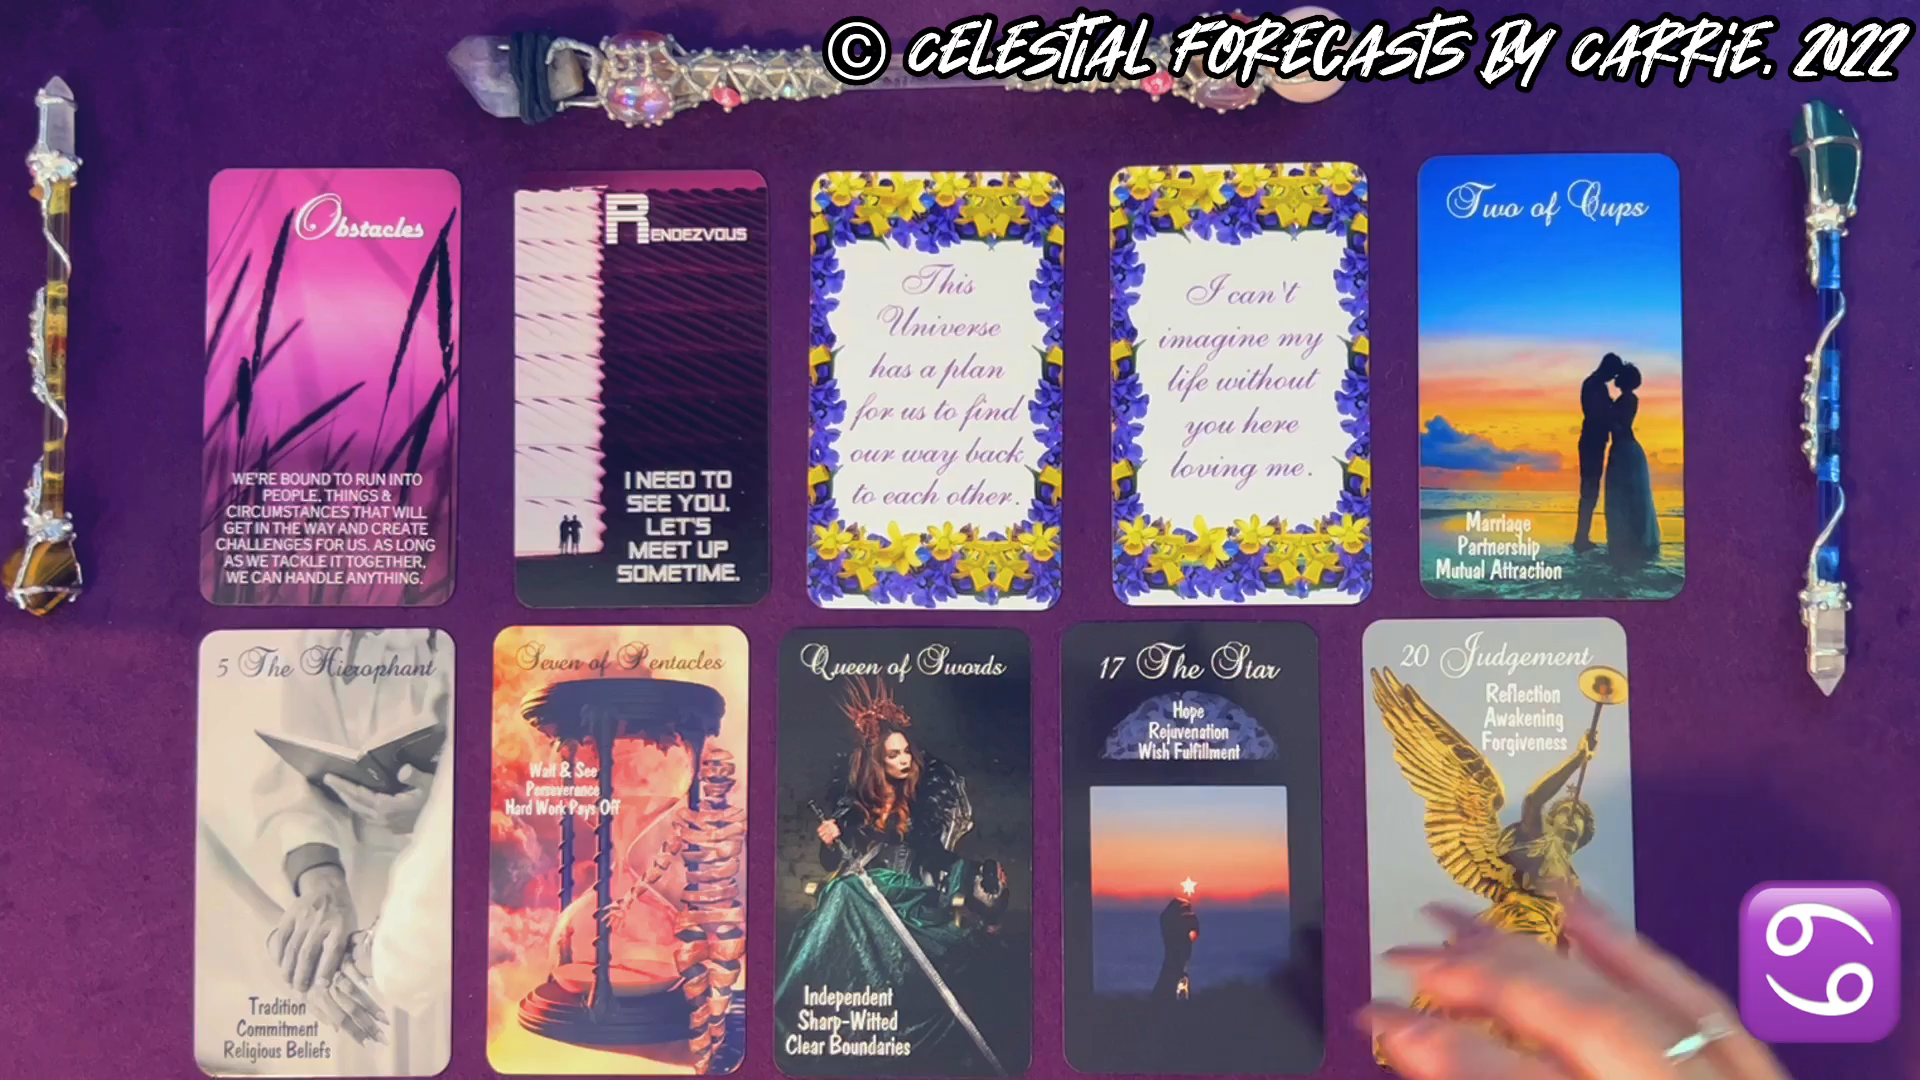 © CELESTIAL FORECASTS BY CARRIE. 2022
Obstacles
WE'RE BOUND TO RUN INTO
PEOPLE, THINGS &
CIRCUMSTANCES THAT WILL
GET IN THE WAY AND CREATE
CHALLENGES FOR US. AS LONG
AS WE TACKLE IT TOGETHER,
WE CAN HANDLE ANYTHING.
RENDEZVOUS
I NEED TO
SEE YOU.
LET'S
MEET UP
SOMETIME.
This
Universe
has a plan
for us to find
our way back
to each other.
I can't
imagine my
life without
you here
loving me.
Two of Cups
Marriage
Partnership
Mutual Attraction
5 The Hierophant
Tradition
Commitment
Religious Beliefs
Seven of Pentacles
Wait & See
Perseverance
Hard Work Pays Off
Queen of Swords
Independent
Sharp-Witted
Clear Boundaries
17 The Star
Hope
Rejuvenation
Wish Fulfillment
20 Judgement
Reflection
Awakening
Forgiveness